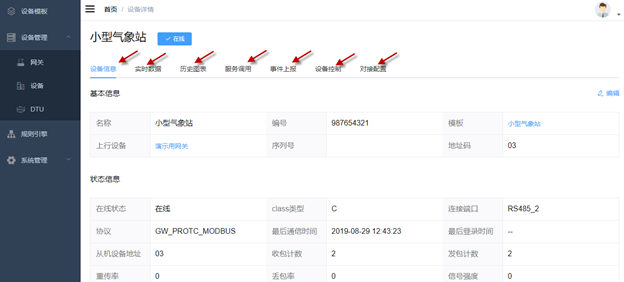 设备模板
设备管理
网关
设备
DTU
规则引擎
系统管理
首页 / 设备详情
小型气象站 ✓ 在线
设备信息 实时数据 历史图表 服务调用 事件上报 设备控制 对接配置
基本信息 编辑
名称 小型气象站 编号 987654321 模板 小型气象站
上行设备 演示用网关 序列号 地址码 03
状态信息
在线状态 在线 class类型 C 连接端口 RS485_2
协议 GW_PROTC_MODBUS 最后通信时间 2019-08-29 12:43:23 最后登录时间 --
从机设备地址 03 收包计数 2 发包计数 2
重传率 0 丢包率 0 信号强度 0